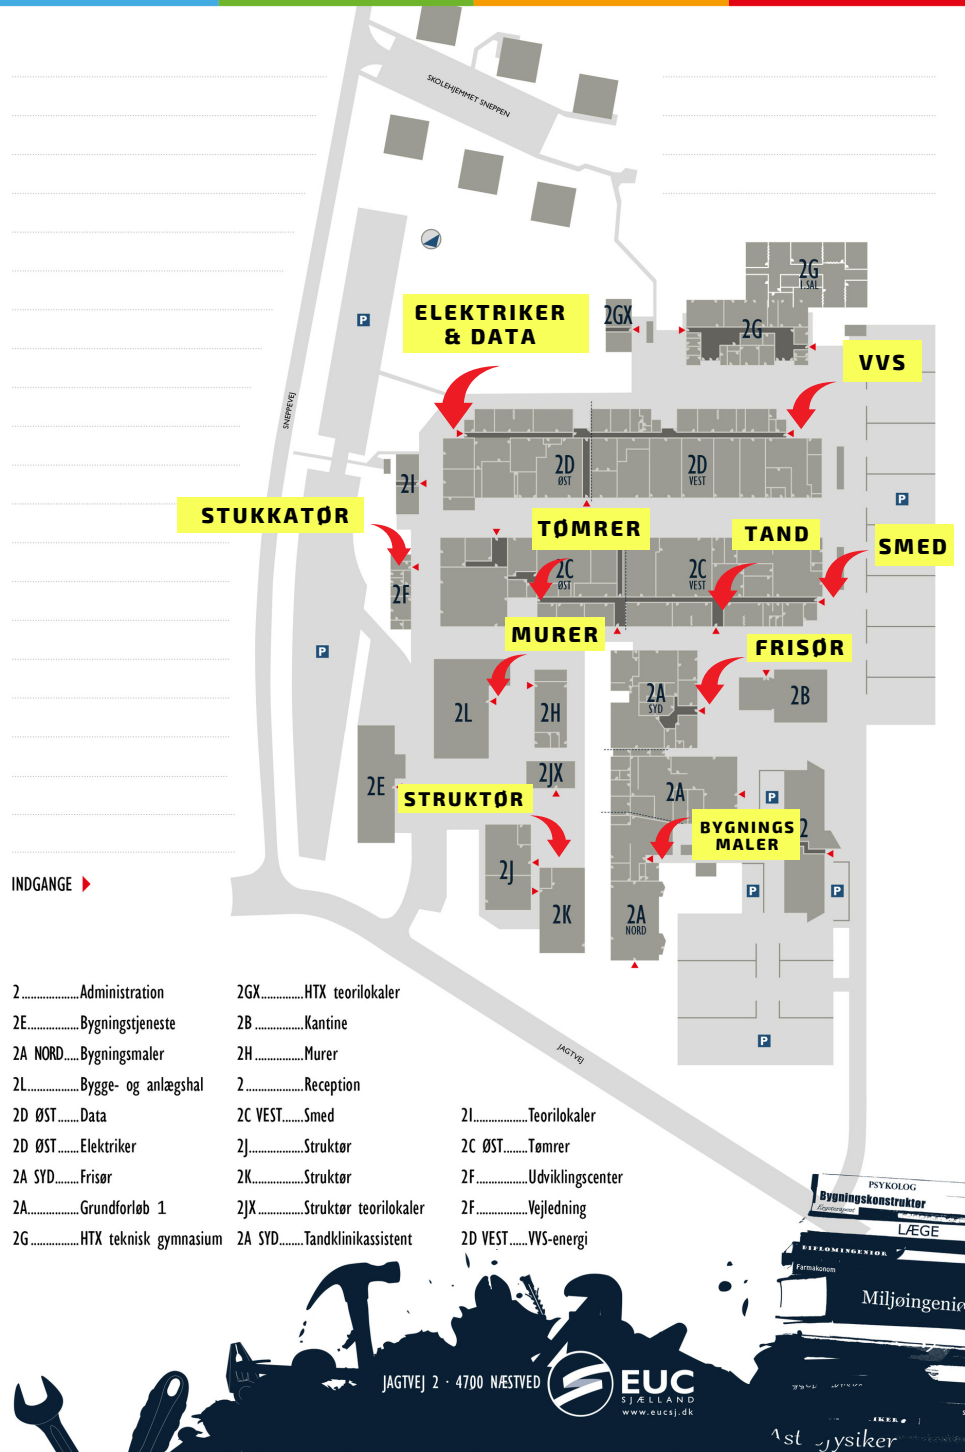 SKOLEHJEMMET SNEPPEN
2G
1.SAL
2GX
2G
P
ELEKTRIKER
& DATA
VVS
SNEPPEVEJ
2D
ØST
2D
VEST
2I
P
STUKKATØR
TØMRER
TAND
SMED
2C
ØST
2C
VEST
2F
MURER
FRISØR
P
2L
2H
2A
SYD
2B
2E
2JX
2A
P
STRUKTØR
BYGNINGS
MALER
2
2J
2K
P
P
2A
NORD
INDGANGE
P
JAGTVEJ
2..................Administration
2E................Bygningstjeneste
2A NORD.....Bygningsmaler
2L................Bygge- og anlægshal
2D ØST.......Data
2D ØST.......Elektriker
2A SYD.......Frisør
2A................Grundforløb 1
2G...............HTX teknisk gymnasium
2GX.............HTX teorilokaler
2B...............Kantine
2H...............Murer
2..................Reception
2C VEST......Smed
2J................Struktør
2K...............Struktør
2JX..............Struktør teorilokaler
2A SYD.......Tandklinikassistent
2I.................Teorilokaler
2C ØST.......Tømrer
2F................Udviklingscenter
2F................Vejledning
2D VEST......VVS-energi
PSYKOLOG
Bygningskonstruktør
LÆGE
DIPLOMINGENIØR
Farmakonom
Miljøingeniø
JAGTVEJ 2 · 4700 NÆSTVED
EUC
SJÆLLAND
www.eucsj.dk